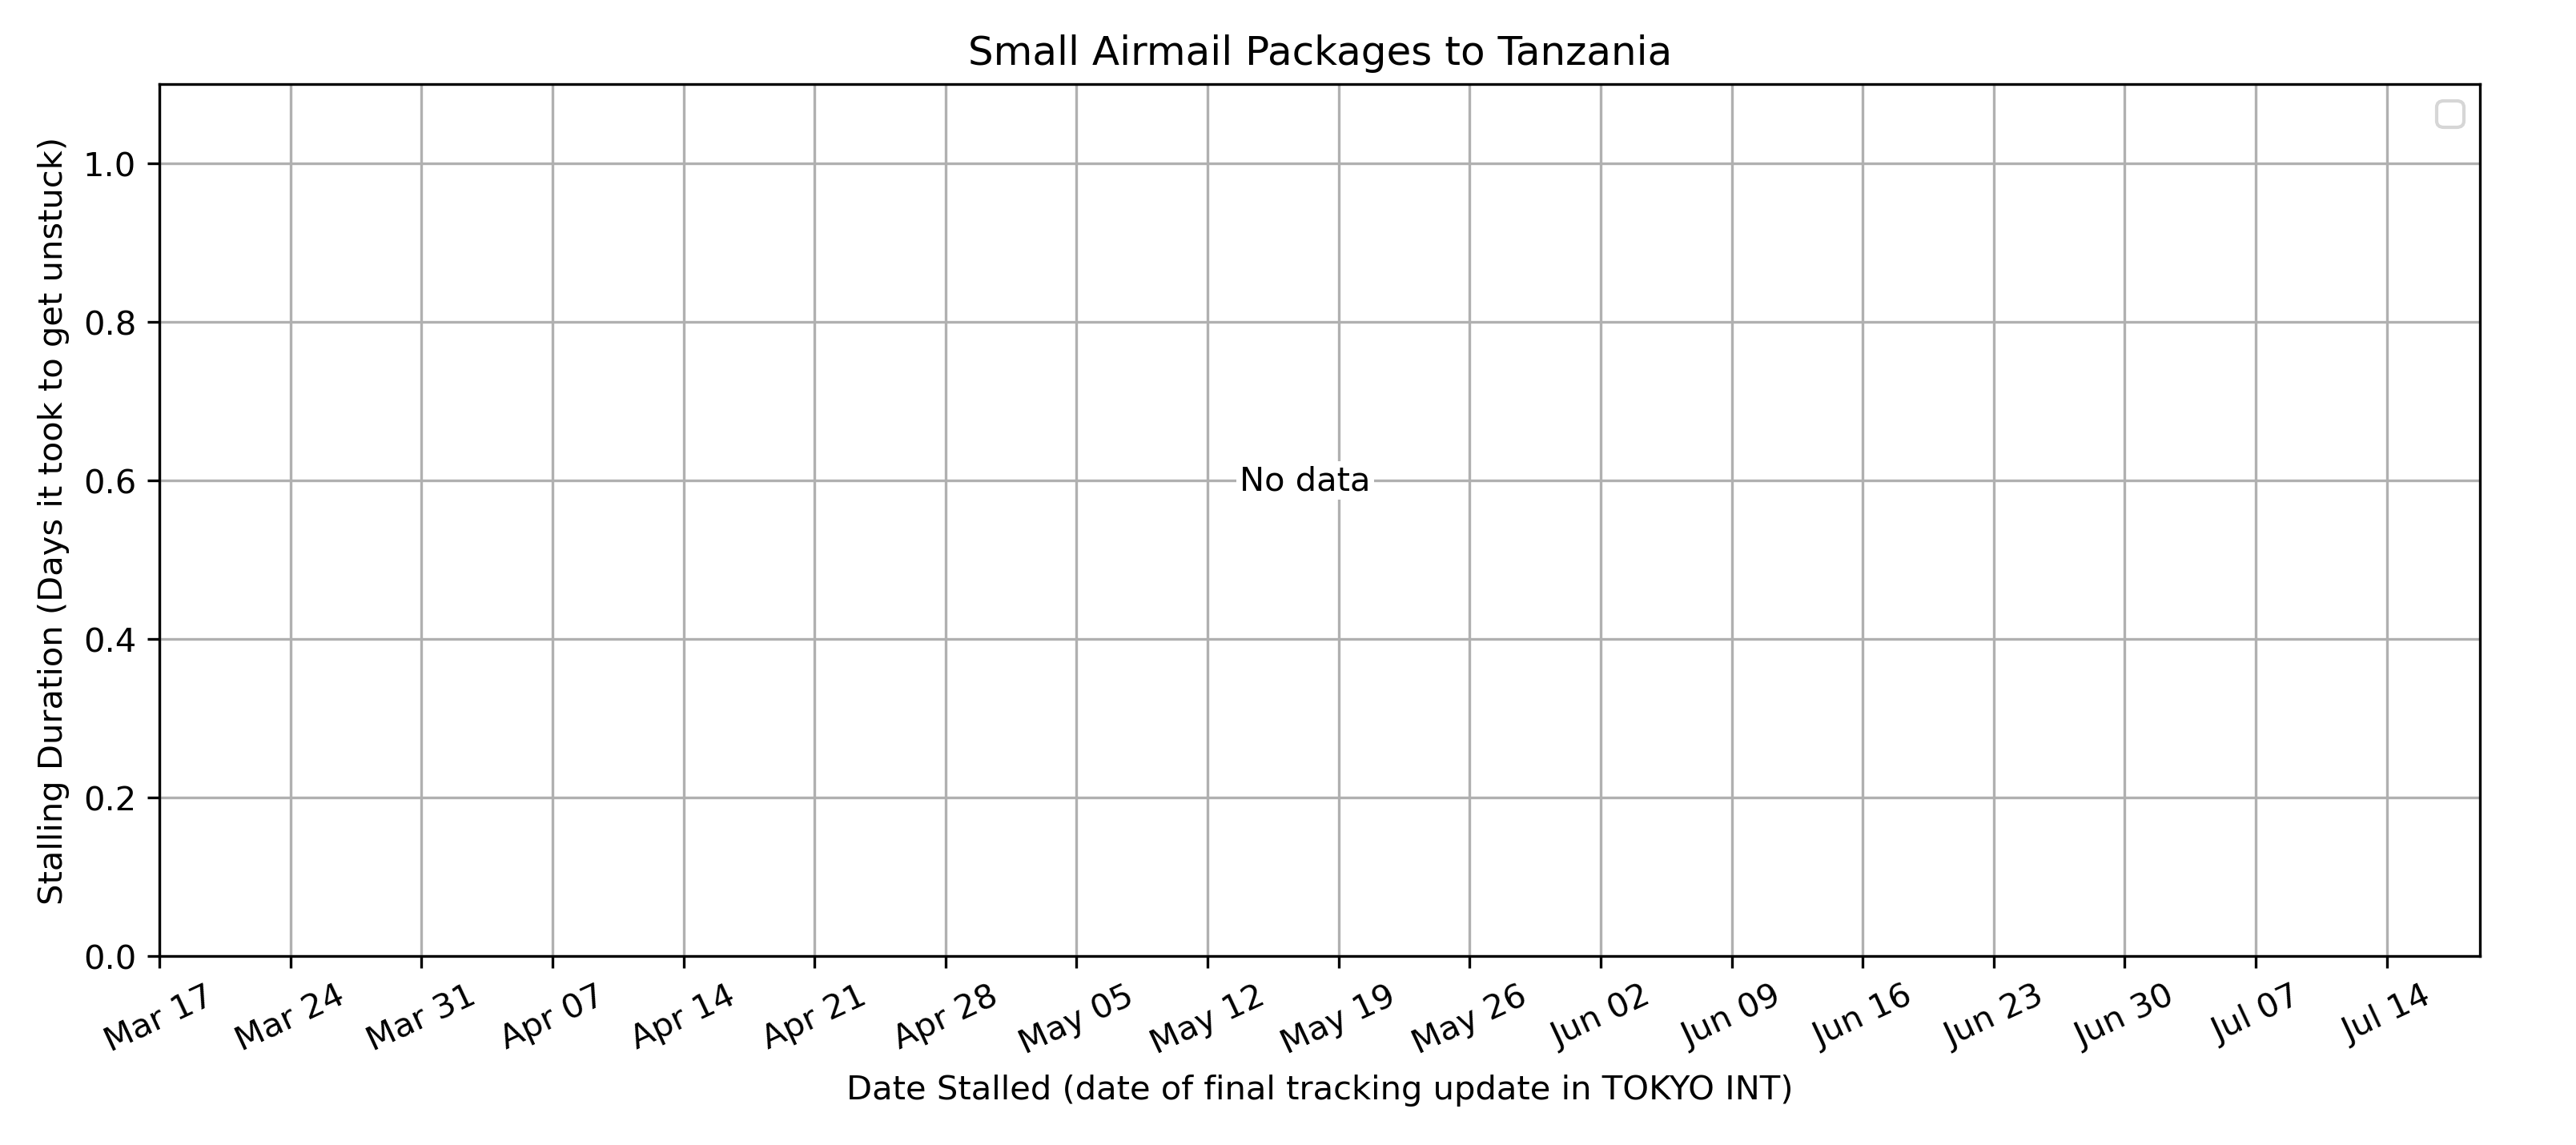 Small Airmail Packages to Tanzania
Stalling Duration (Days it took to get unstuck)
1.0
0.8
0.6
0.4
0.2
0.0
No data
Mar 17 Mar 24 Mar 31 Apr 07 Apr 14 Apr 21 Apr 28 May 05 May 12 May 19 May 26 Jun 02 Jun 09 Jun 16 Jun 23 Jun 30 Jul 07 Jul 14
Date Stalled (date of final tracking update in TOKYO INT)